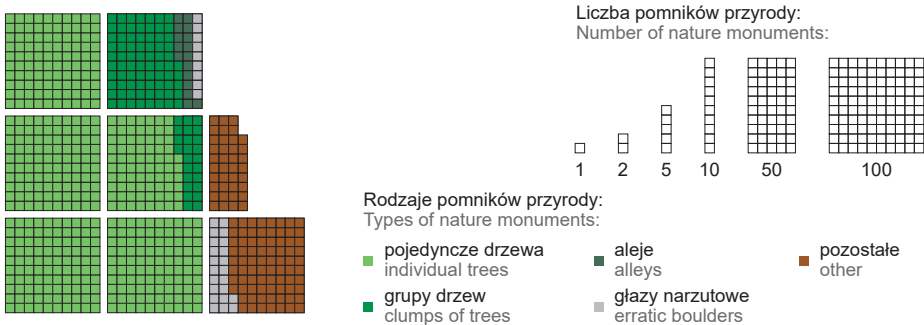 Liczba pomników przyrody:
Number of nature monuments:
1 2 5 10 50 100
Rodzaje pomników przyrody:
Types of nature monuments:
pojedyncze drzewa
individual trees
grupy drzew
clumps of trees
aleje
alleys
głazy narzutowe
erratic boulders
pozostałe
other